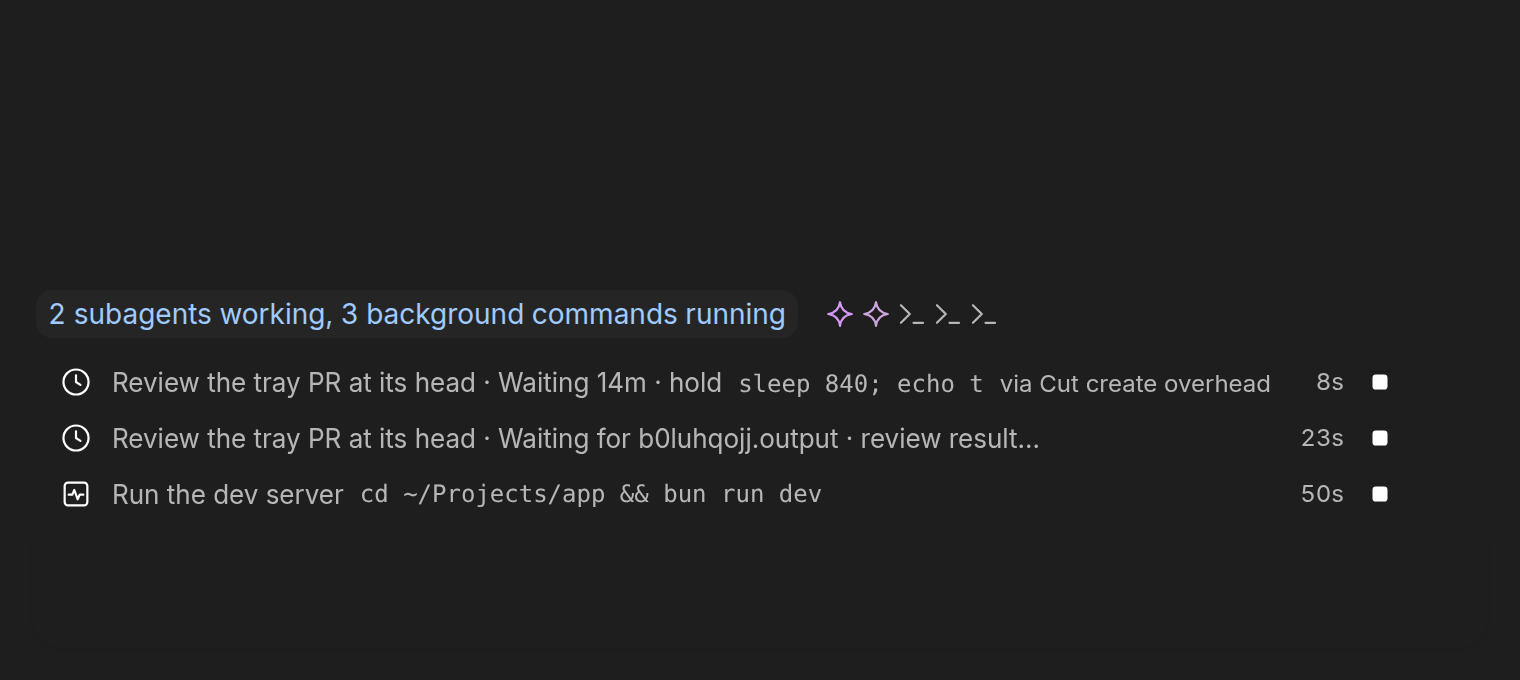 2 subagents working, 3 background commands running
Review the tray PR at its head · Waiting 14m · hold sleep 840; echo t via Cut create overhead 8s
Review the tray PR at its head · Waiting for b0luhqojj.output · review result... 23s
Run the dev server cd ~/Projects/app && bun run dev 50s